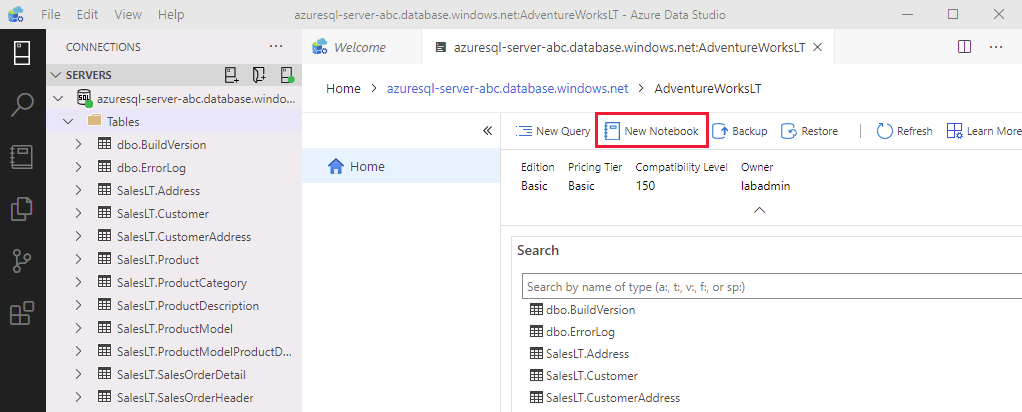 File Edit View Help azuresql-server-abc.database.windows.net:AdventureWorksLT - Azure Data Studio
CONNECTIONS
SERVERS
azuresql-server-abc.database.windo...
Tables
dbo.BuildVersion
dbo.ErrorLog
SalesLT.Address
SalesLT.Customer
SalesLT.CustomerAddress
SalesLT.Product
SalesLT.ProductCategory
SalesLT.ProductDescription
SalesLT.ProductModel
SalesLT.ProductModelProductD...
SalesLT.SalesOrderDetail
SalesLT.SalesOrderHeader
Welcome azuresql-server-abc.database.windows.net:AdventureWorksLT
Home > azuresql-server-abc.database.windows.net > AdventureWorksLT
Home
New Query New Notebook Backup Restore Refresh Learn More
Edition Pricing Tier Compatibility Level Owner
Basic Basic 150 labadmin
Search
Search by name of type (a:, t:, v:, f:, or sp:)
dbo.BuildVersion
dbo.ErrorLog
SalesLT.Address
SalesLT.Customer
SalesLT.CustomerAddress